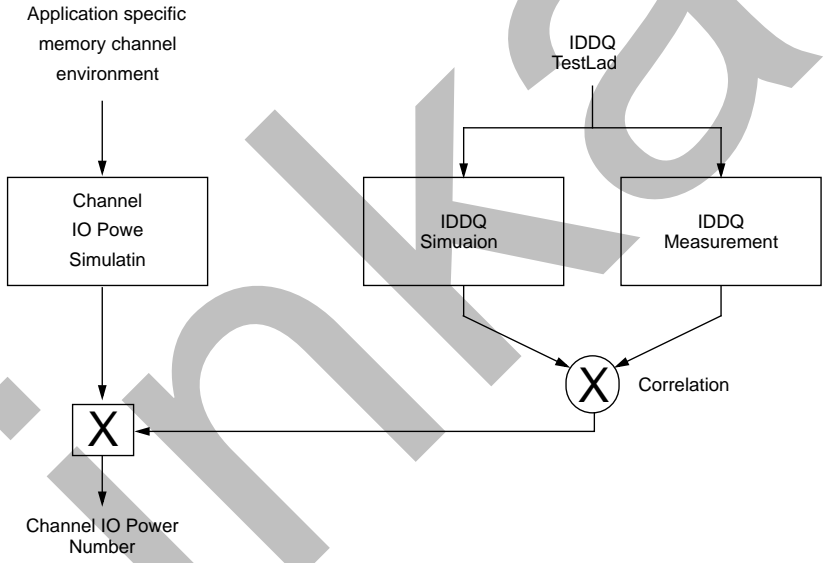 Application specific
memory channel
environment
IDDQ
TestLad
Channel
IO Powe
Simulatin
IDDQ
Simuaion
IDDQ
Measurement
X
Correlation
X
Channel IO Power
Number